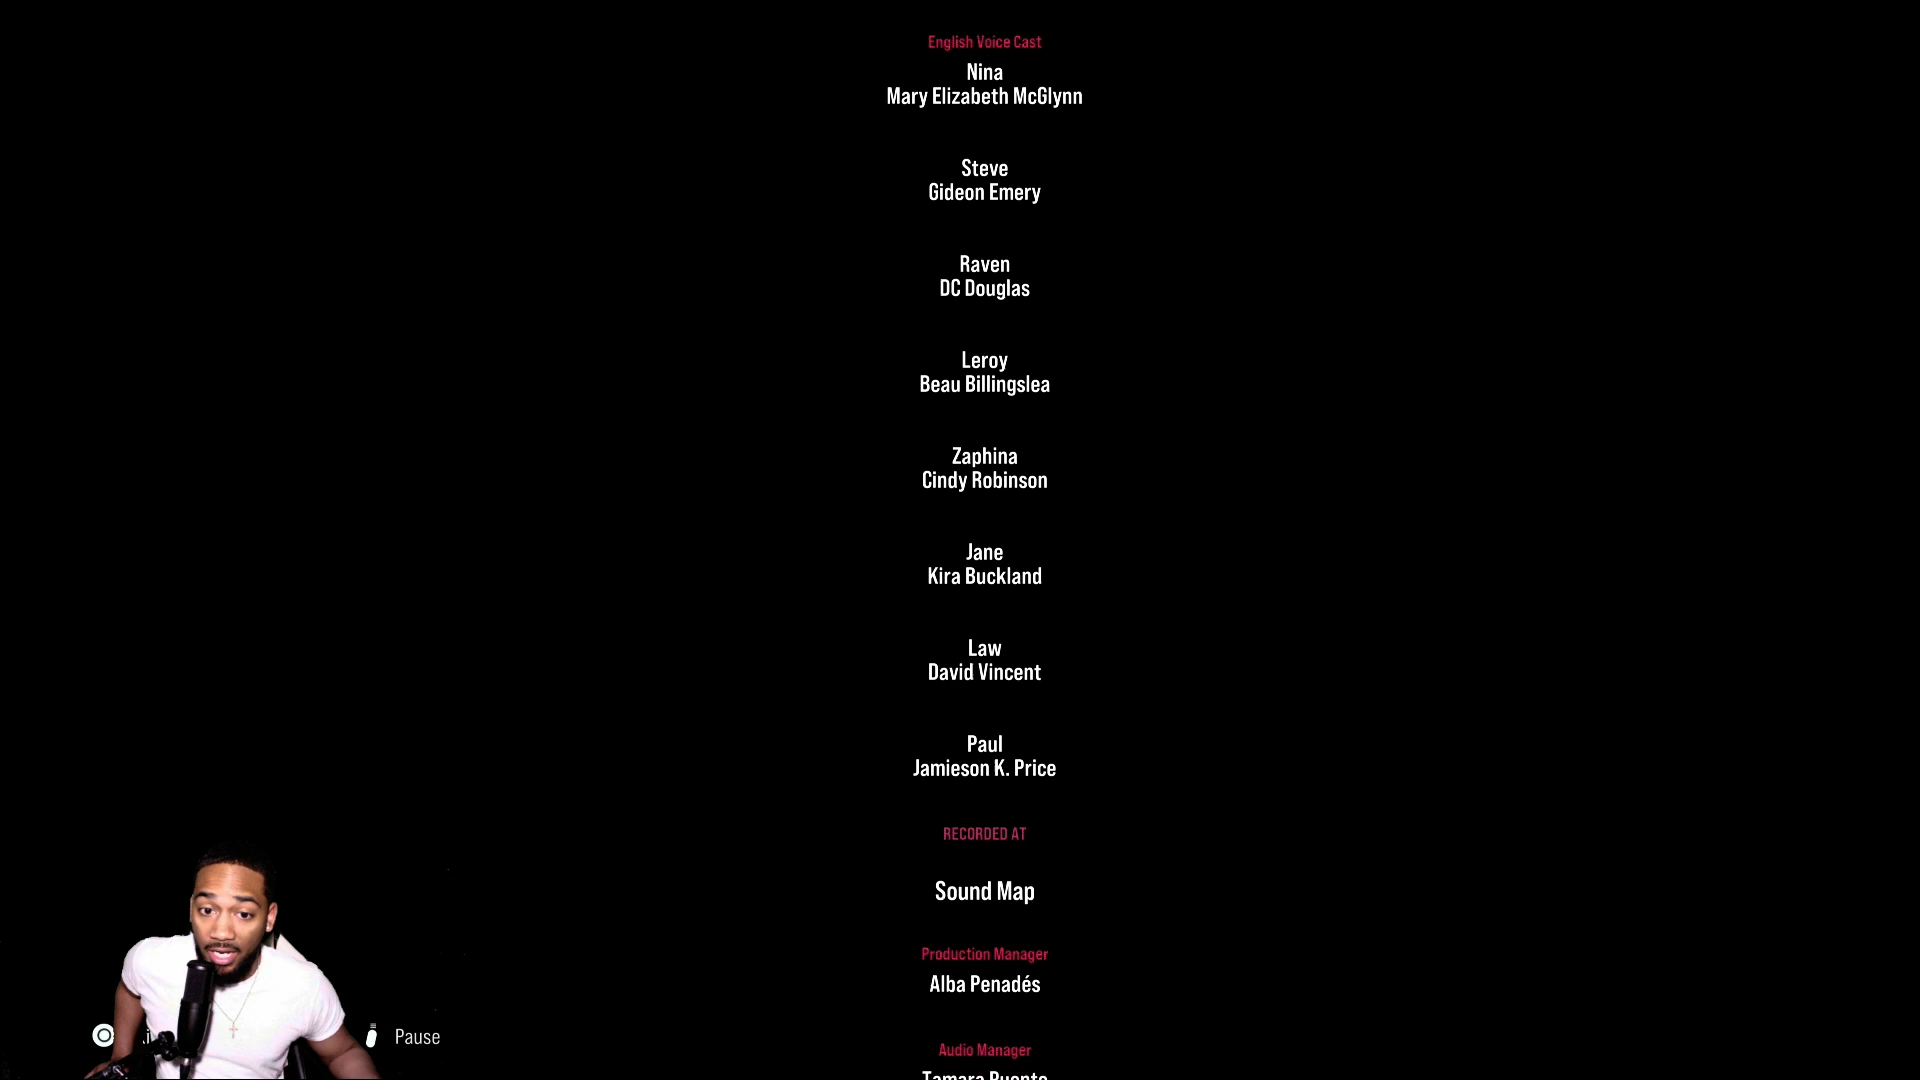 English Voice Cast
Nina
Mary Elizabeth McGlynn
Steve
Gideon Emery
Raven
DC Douglas
Leroy
Beau Billingslea
Zaphina
Cindy Robinson
Jane
Kira Buckland
Law
David Vincent
Paul
Jamieson K. Price
RECORDED AT
Sound Map
Production Manager
Alba Penadés
Audio Manager
Pause